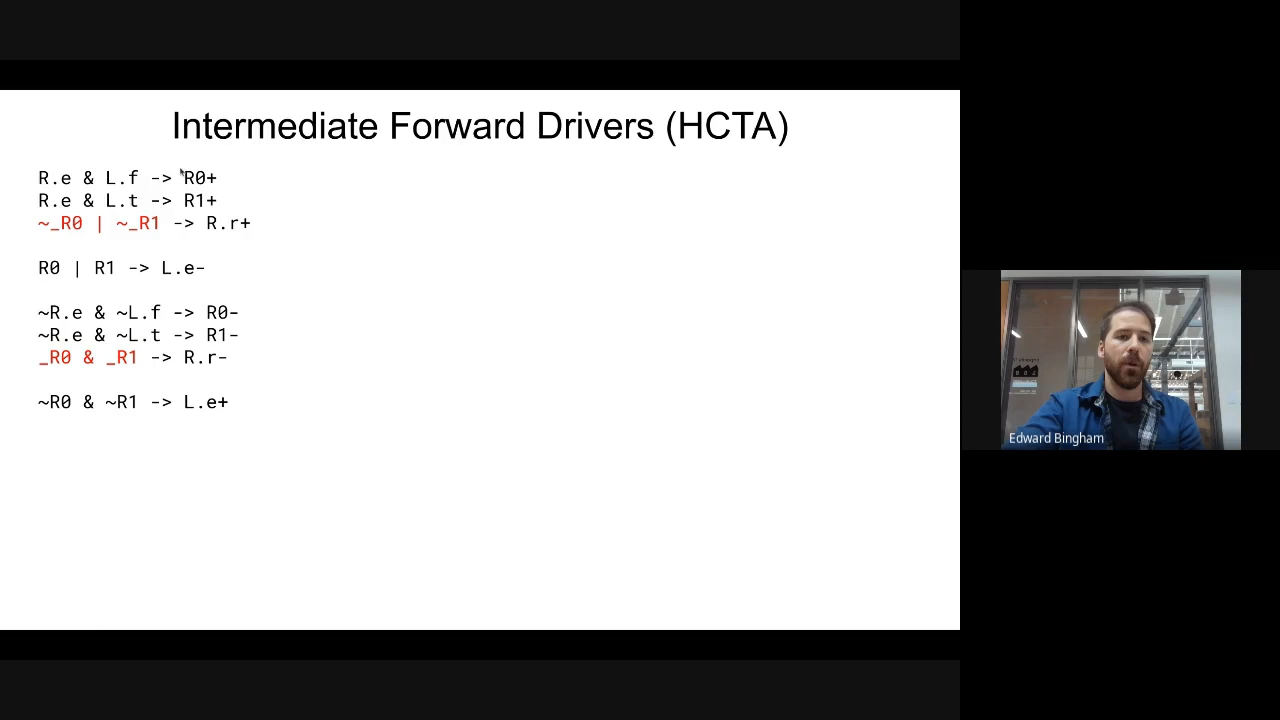 Intermediate Forward Drivers (HCTA)
R.e & L.f -> R0+
R.e & L.t -> R1+
~_R0 | ~_R1 -> R.r+
R0 | R1 -> L.e-
~R.e & ~L.f -> R0-
~R.e & ~L.t -> R1-
_R0 & _R1 -> R.r-
~R0 & ~R1 -> L.e+
Edward Bingham